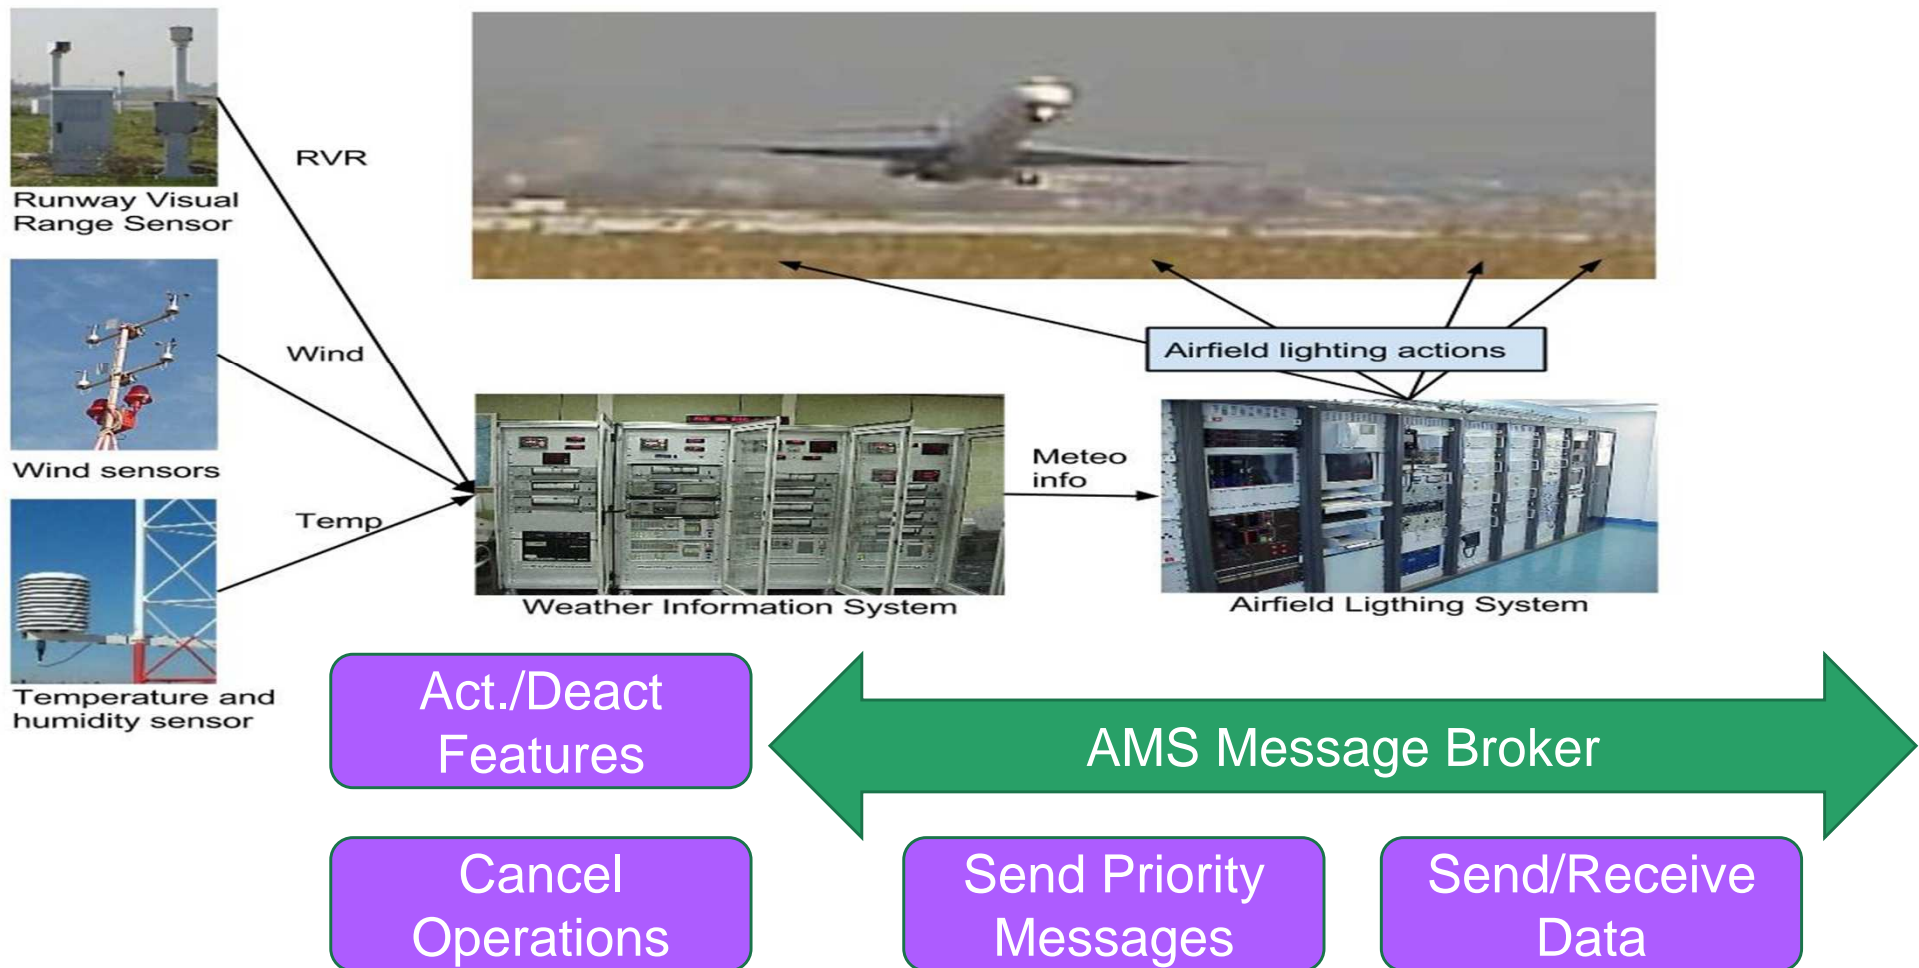 RVR
Runway Visual
Range Sensor
Wind
Airfield lighting actions
Wind sensors
Meteo
info
Temp
Weather Information System
Airfield Ligthing System
Temperature and
humidity sensor
Act./Deact
Features
AMS Message Broker
Cancel
Operations
Send Priority
Messages
Send/Receive
Data